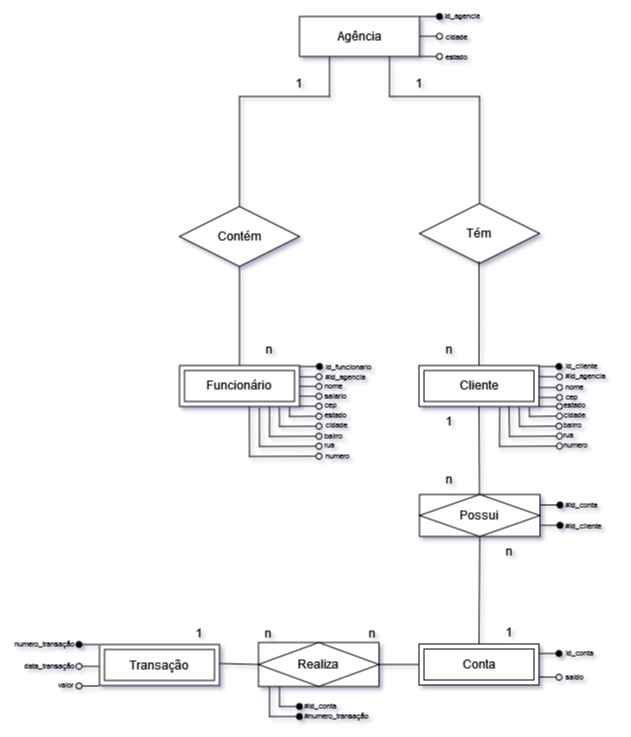 id_agencia
Agência
cidade
estado
1
1
Contém
Tém
n
n
id_funcionario
#id_agencia
Funcionário
nome
salario
cep
estado
cidade
bairro
rua
numero
id_cliente
#id_agencia
Cliente
nome
cep
estado
cidade
bairro
rua
numero
1
n
Possui
#id_conta
#id_cliente
n
1
n
n
1
numero_transação
data_transação
valor
Transação
Realiza
#id_conta
#numero_transação
Conta
id_conta
saldo